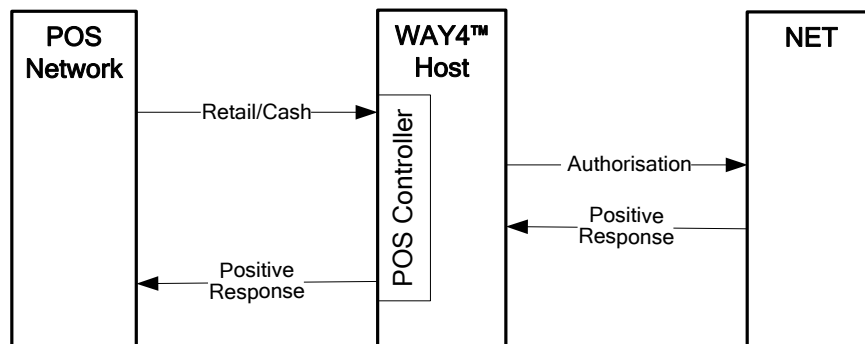 POS
Network
WAY4™
Host
NET
Retail/Cash
POS Controller
Authorisation
Positive
Response
Positive
Response